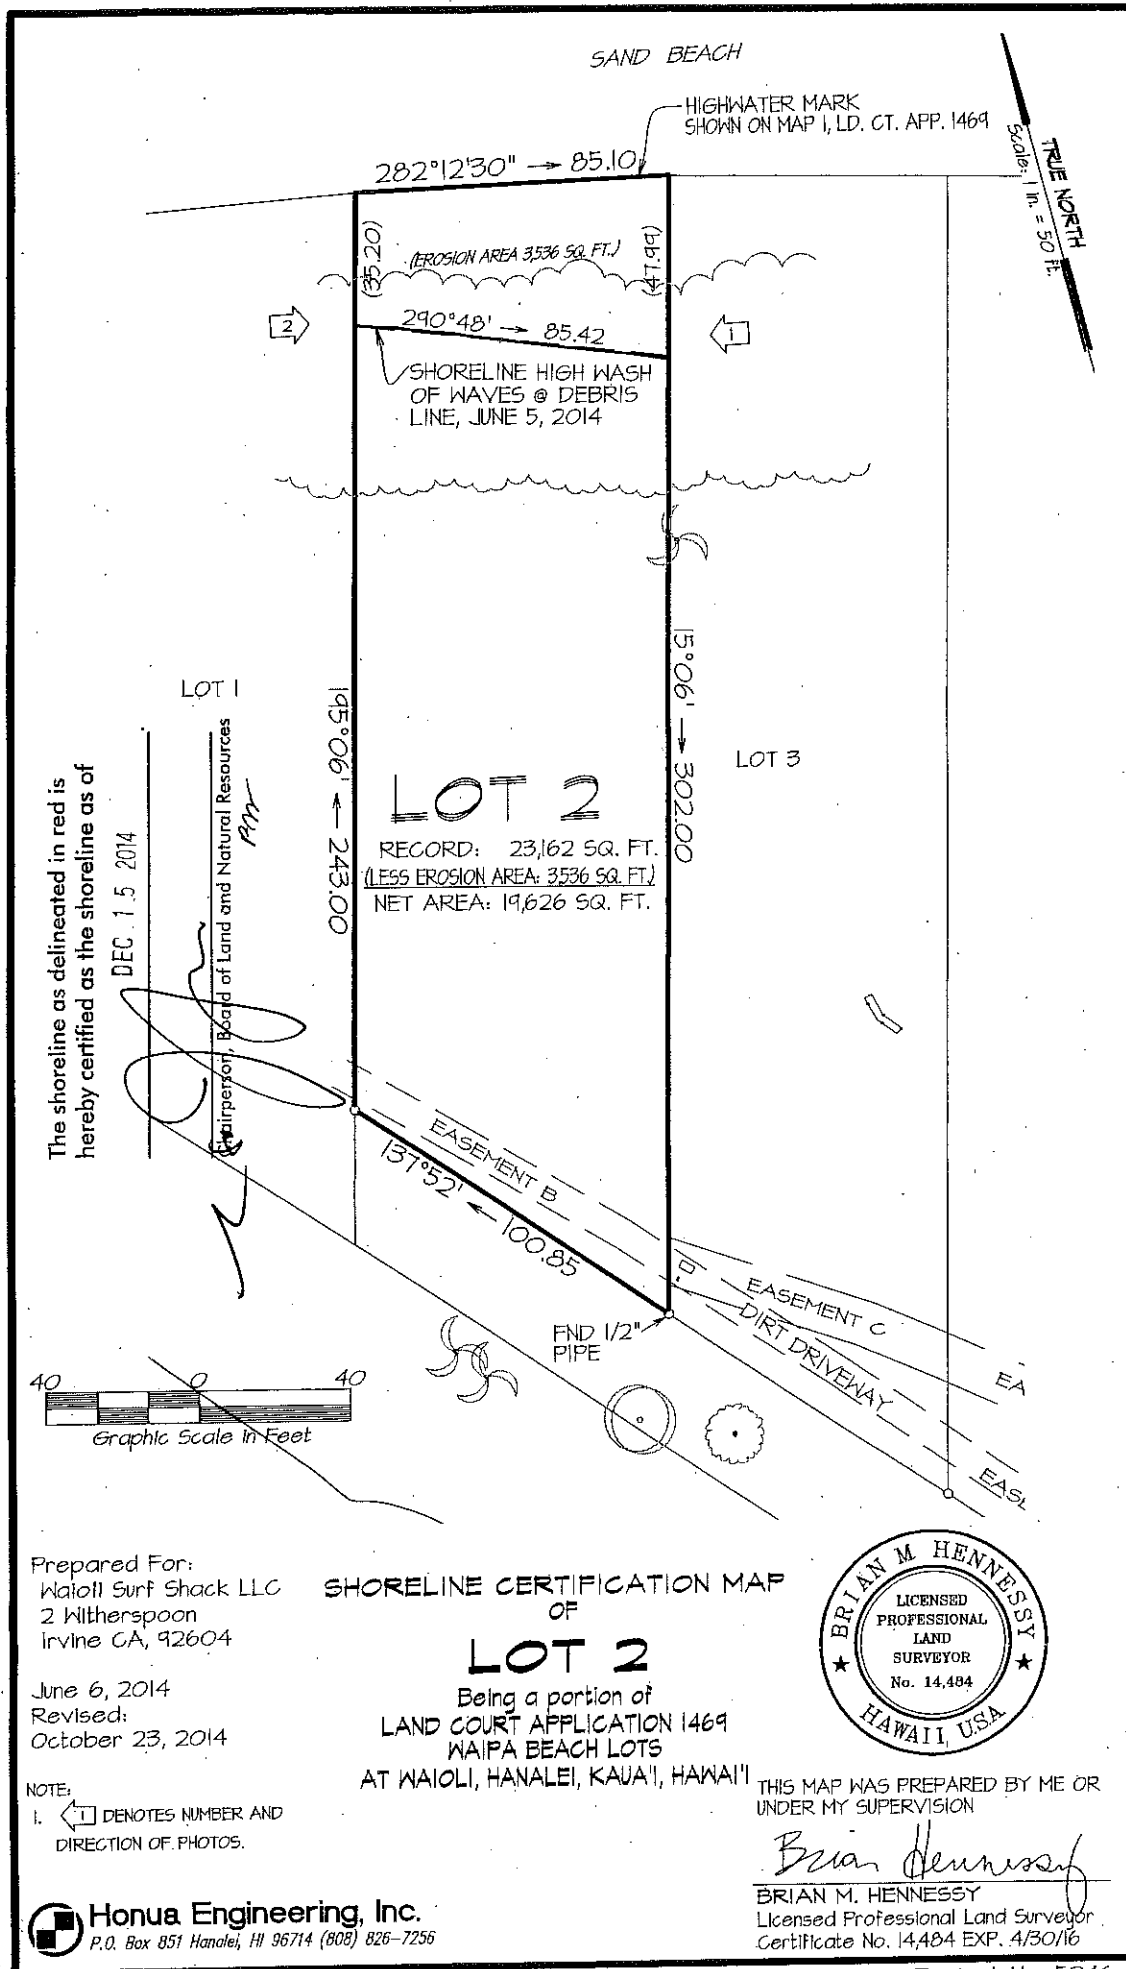 SAND BEACH
HIGHWATER MARK
SHOWN ON MAP 1, LD. CT. APP. 1469
TRUE NORTH
Scale: 1 in. = 50 ft.
282°12'30" → 85.10
(35.20)
(EROSION AREA 3,536 SQ. FT.)
(47.99)
2
290°48' → 85.42
1
SHORELINE HIGH WASH
OF WAVES @ DEBRIS
LINE, JUNE 5, 2014
LOT 1
195°06' ← 243.00
15°06' → 302.00
LOT 3
LOT 2
RECORD: 23,162 SQ. FT.
(LESS EROSION AREA: 3536 SQ. FT.)
NET AREA: 19,626 SQ. FT.
The shoreline as delineated in red is
hereby certified as the shoreline as of
DEC. 15 2014
Chairperson, Board of Land and Natural Resources
EASEMENT B
137°52' ← 100.85
D
EASEMENT C
DIRT DRIVEWAY
EA
EASE
FND 1/2"
PIPE
40 0 40
Graphic Scale in Feet
Prepared For:
Waioli Surf Shack LLC
2 Witherspoon
Irvine CA, 92604
June 6, 2014
Revised:
October 23, 2014
SHORELINE CERTIFICATION MAP
OF
LOT 2
Being a portion of
LAND COURT APPLICATION 1469
WAIPA BEACH LOTS
AT WAIOLI, HANALEI, KAUA'I, HAWAI'I
BRIAN M. HENNESSY
LICENSED
PROFESSIONAL
LAND
SURVEYOR
No. 14,484
HAWAII, U.S.A.
NOTE:
1. 1 DENOTES NUMBER AND
DIRECTION OF PHOTOS.
THIS MAP WAS PREPARED BY ME OR
UNDER MY SUPERVISION
Brian Hennessy
BRIAN M. HENNESSY
Licensed Professional Land Surveyor
Certificate No. 14,484 EXP. 4/30/16
Honua Engineering, Inc.
P.O. Box 851 Hanalei, HI 96714 (808) 826-7256